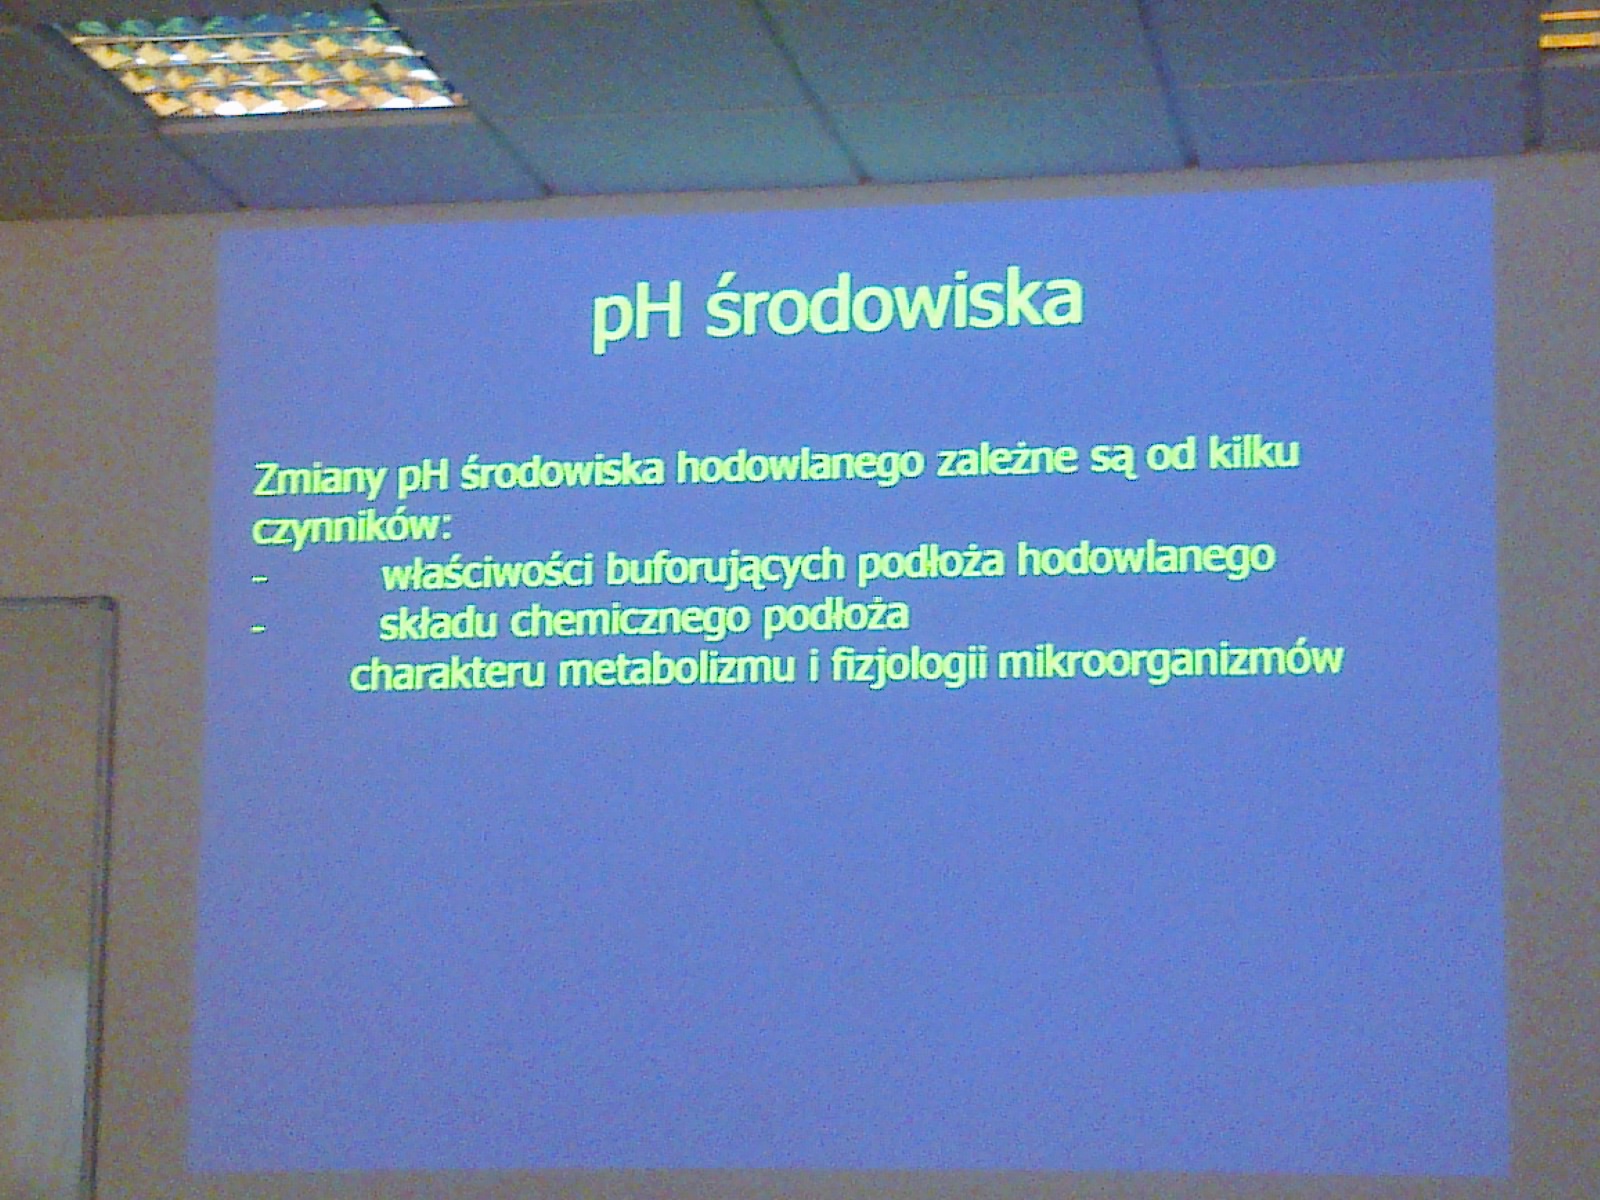 pH środowiska
Zmiany pH środowiska hodowlanego zależne są od kilku
czynników:
- właściwości buforujących podłoża hodowlanego
- składu chemicznego podłoża
charakteru metabolizmu i fizjologii mikroorganizmów